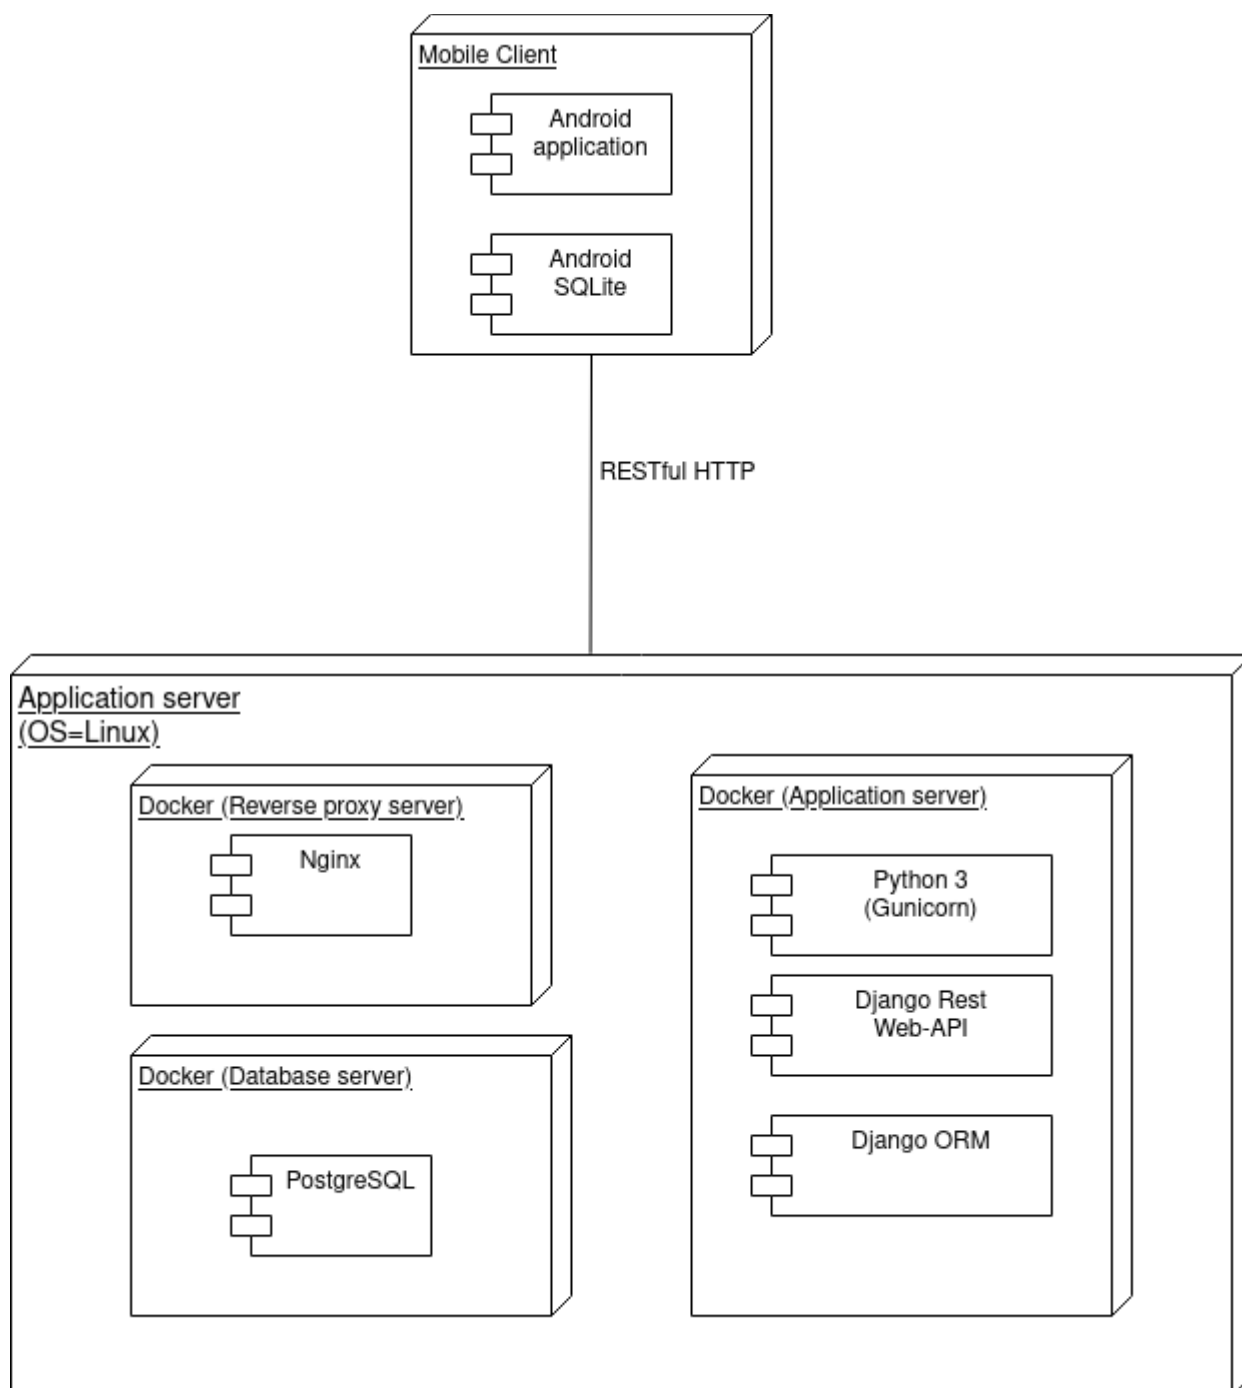 Mobile Client
Android
application
Android
SQLite
RESTful HTTP
Application server
(OS=Linux)
Docker (Reverse proxy server)
Nginx
Docker (Database server)
PostgreSQL
Docker (Application server)
Python 3
(Gunicorn)
Django Rest
Web-API
Django ORM